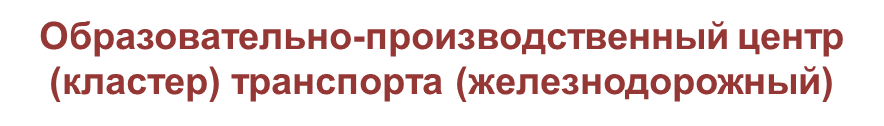 Образовательно-производственный центр
(кластер) транспорта (железнодорожный)